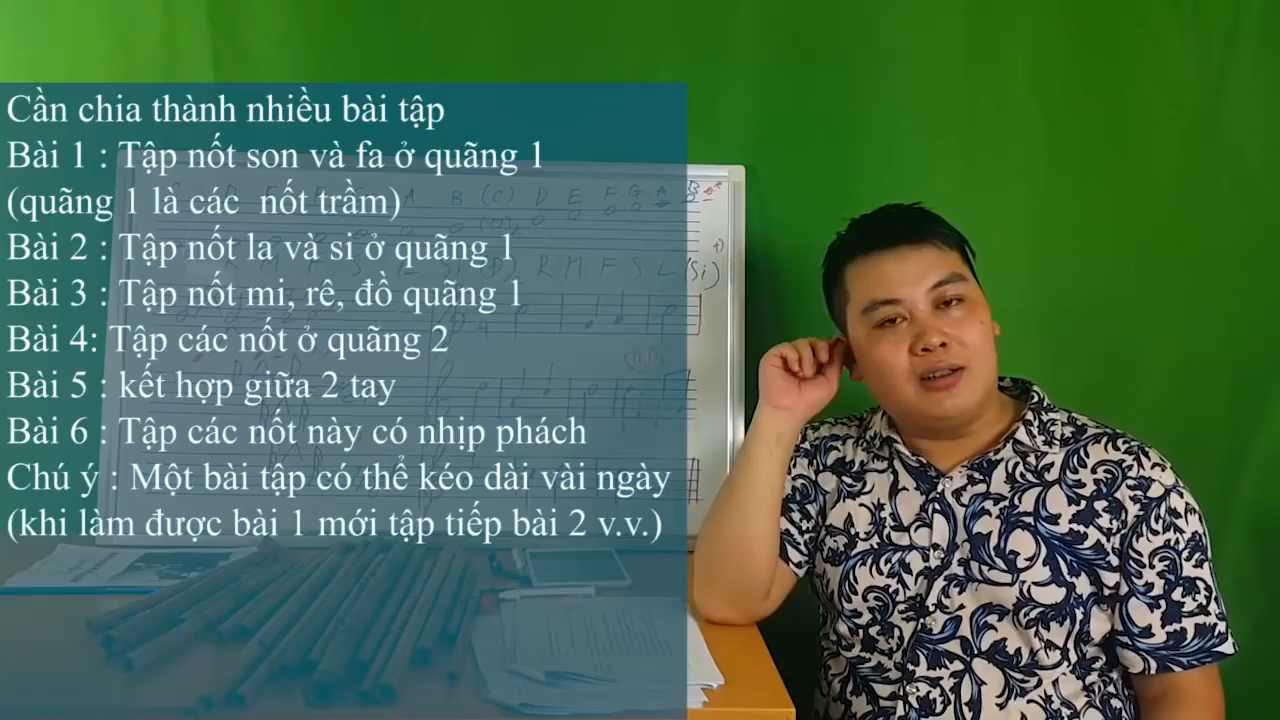 Cần chia thành nhiều bài tập
Bài 1 : Tập nốt son và fa ở quãng 1
(quãng 1 là các nốt trầm)
Bài 2 : Tập nốt la và si ở quãng 1
Bài 3 : Tập nốt mi, rê, đồ quãng 1
Bài 4: Tập các nốt ở quãng 2
Bài 5 : kết hợp giữa 2 tay
Bài 6 : Tập các nốt này có nhịp phách
Chú ý : Một bài tập có thể kéo dài vài ngày
(khi làm được bài 1 mới tập tiếp bài 2 v.v.)
B (C) D E F G A B
R M F S L (Si)